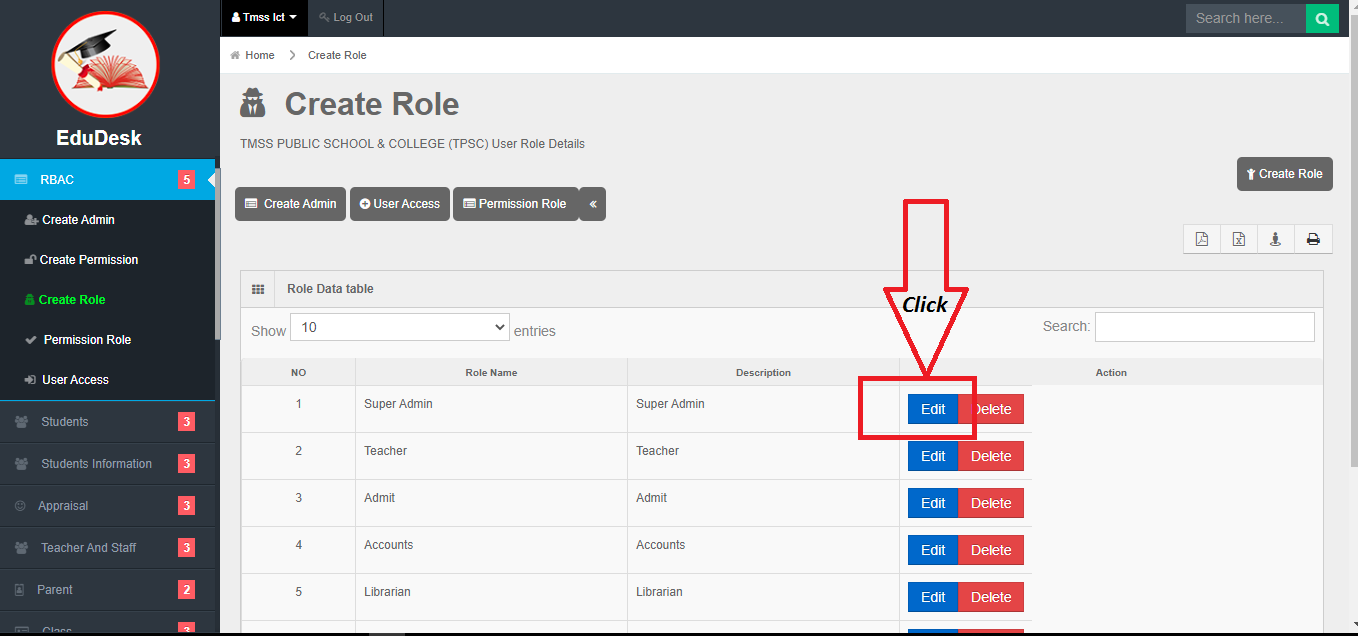 Tmss Ict
Log Out
Search here...
EduDesk
Home
Create Role
Create Role
TMSS PUBLIC SCHOOL & COLLEGE (TPSC) User Role Details
Create Role
RBAC 5
Create Admin
Create Permission
Create Role
Permission Role
User Access
Students 3
Students Information 3
Appraisal 3
Teacher And Staff 3
Parent 2
Class 3
Create Admin
User Access
Permission Role
«
Click
Role Data table
Show 10 entries
Search:
NO Role Name Description Action
1 Super Admin Super Admin Edit Delete
2 Teacher Teacher Edit Delete
3 Admit Admit Edit Delete
4 Accounts Accounts Edit Delete
5 Librarian Librarian Edit Delete